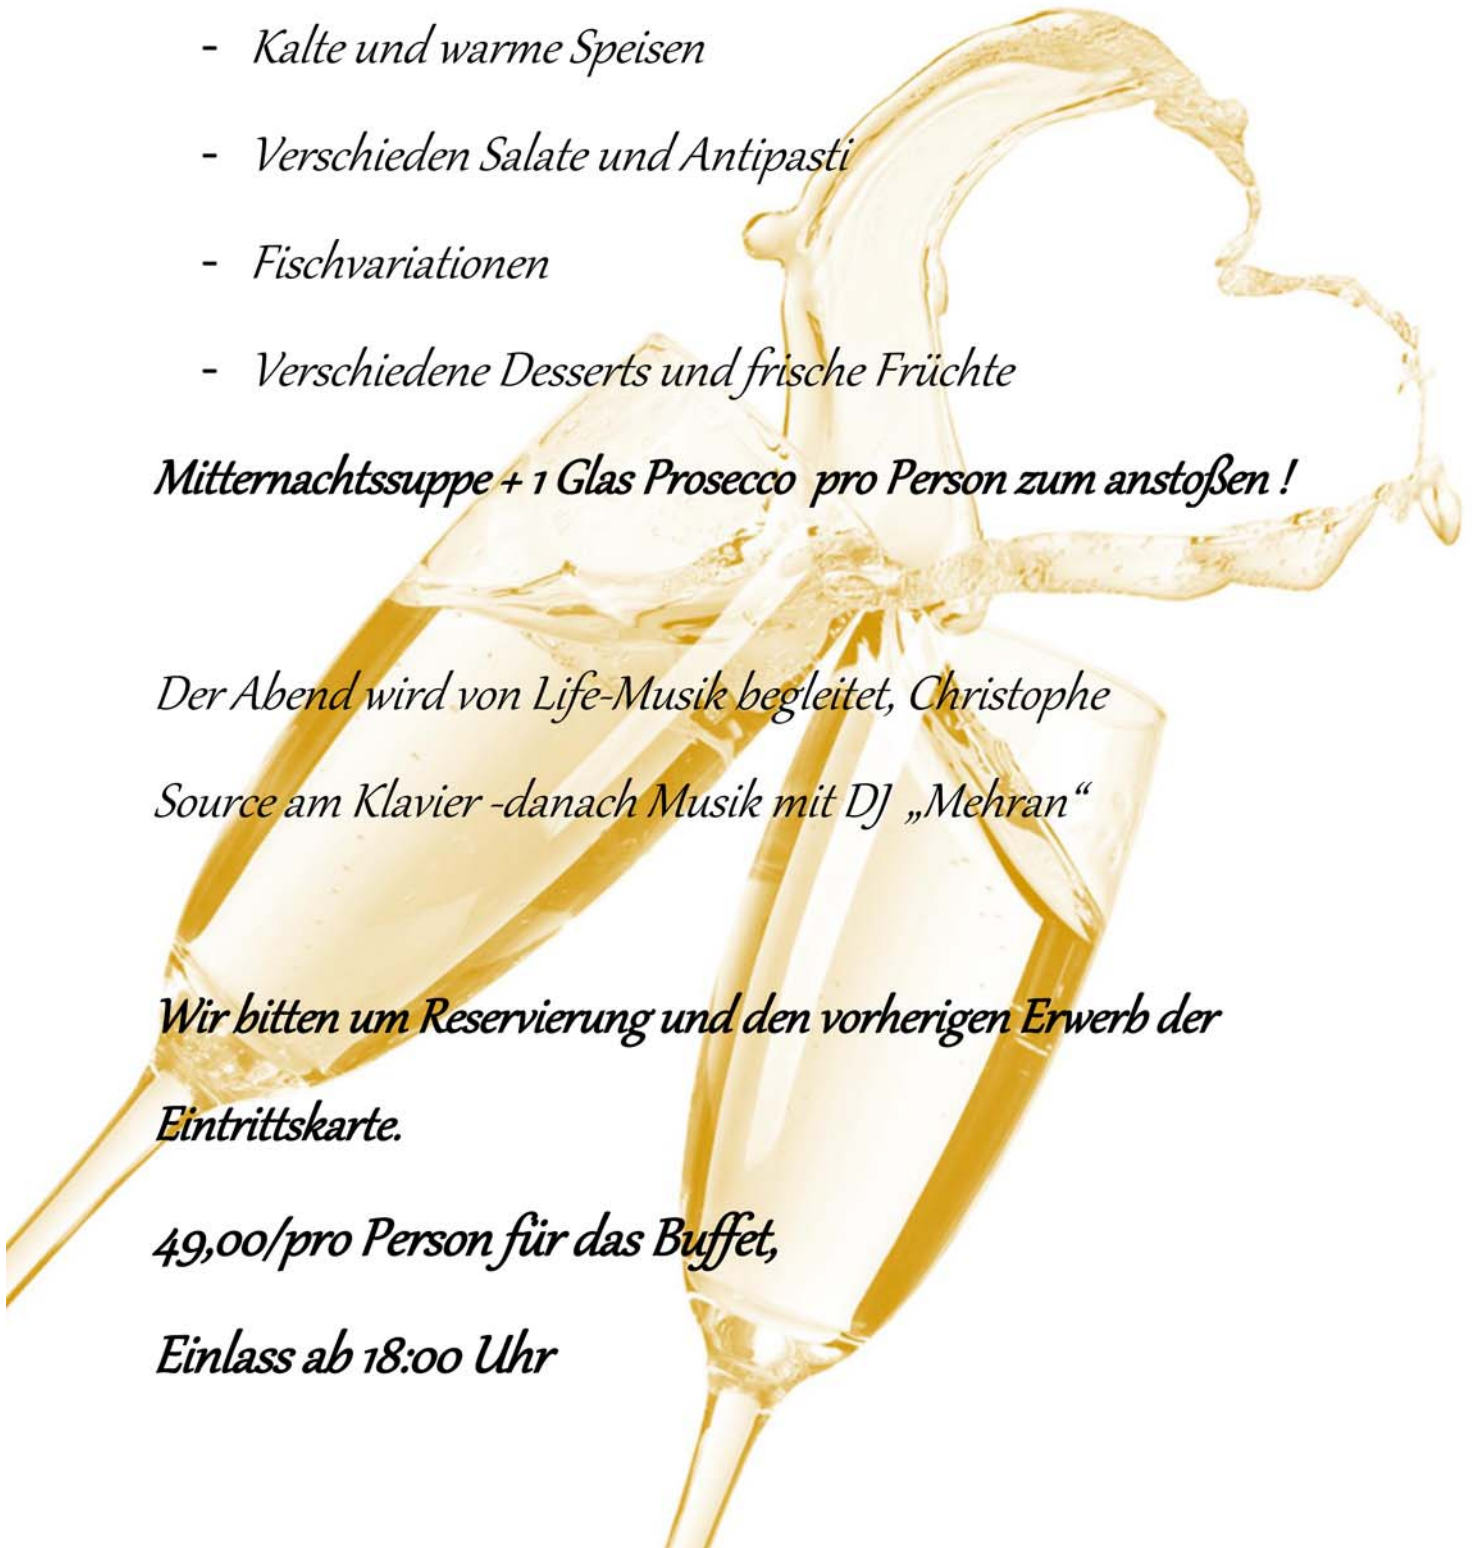 - Kalte und warme Speisen
- Verschieden Salate und Antipasti
- Fischvariationen
- Verschiedene Desserts und frische Früchte
Mitternachtssuppe + 1 Glas Prosecco pro Person zum anstoßen !
Der Abend wird von Life-Musik begleitet, Christophe
Source am Klavier -danach Musik mit DJ „Mehran“
Wir bitten um Reservierung und den vorherigen Erwerb der
Eintrittskarte.
49,00/pro Person für das Buffet,
Einlass ab 18:00 Uhr